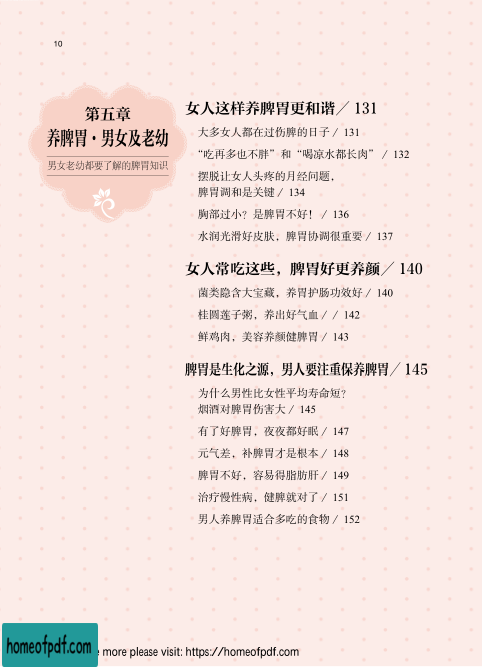 10
第五章
养脾胃·男女及老幼
男女老幼都要了解的脾胃知识
女人这样养脾胃更和谐／131
大多女人都在过伤脾的日子／131
“吃再多也不胖”和“喝凉水都长肉”／132
摆脱让女人头疼的月经问题，
脾胃调和是关键／134
胸部过小？是脾胃不好！／136
水润光滑好皮肤，脾胃协调很重要／137
女人常吃这些，脾胃好更养颜／140
菌类隐含大宝藏，养胃护肠功效好／140
桂圆莲子粥，养出好气血／／142
鲜鸡肉，美容养颜健脾胃／143
脾胃是生化之源，男人要注重保养脾胃／145
为什么男性比女性平均寿命短？
烟酒对脾胃伤害大／145
有了好脾胃，夜夜都好眠／147
元气差，补脾胃才是根本／148
脾胃不好，容易得脂肪肝／149
治疗慢性病，健脾就对了／151
男人养脾胃适合多吃的食物／152
homeofpdf.com
e more please visit: https://homeofpdf.com